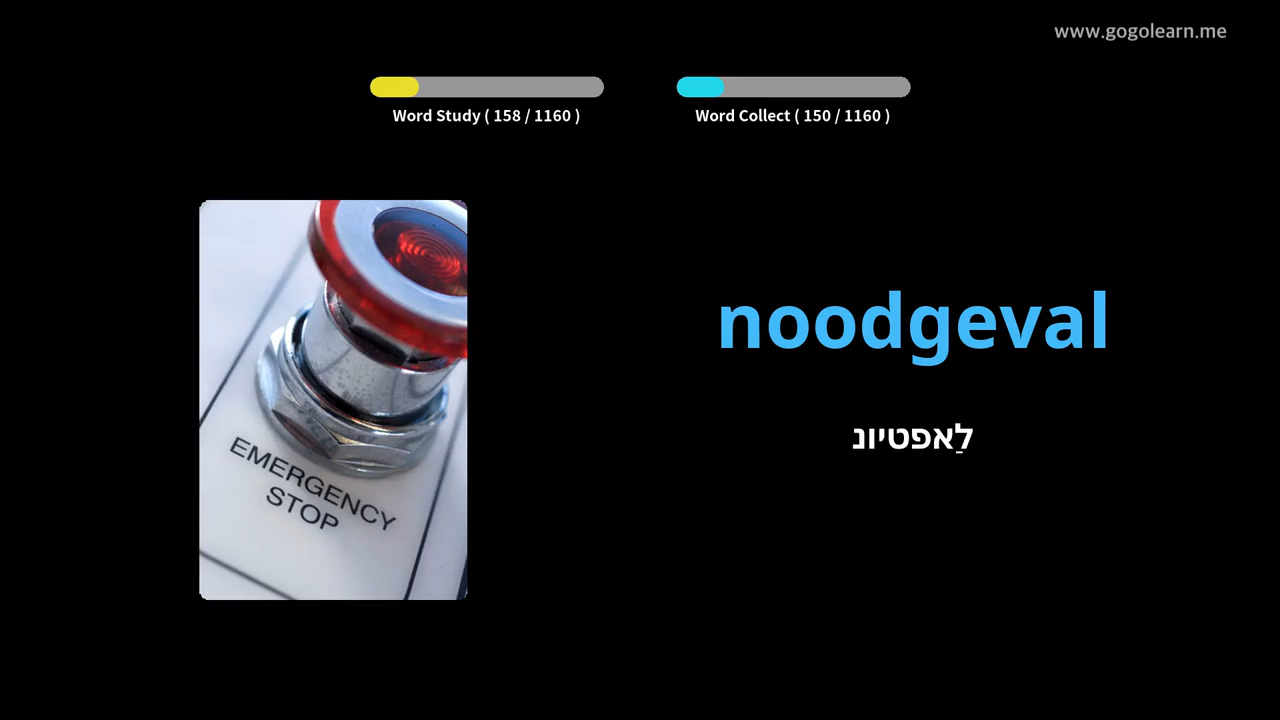 www.gogolearn.me
Word Study ( 158 / 1160 )
Word Collect ( 150 / 1160 )
EMERGENCY
STOP
noodgeval
לַאפטיונ